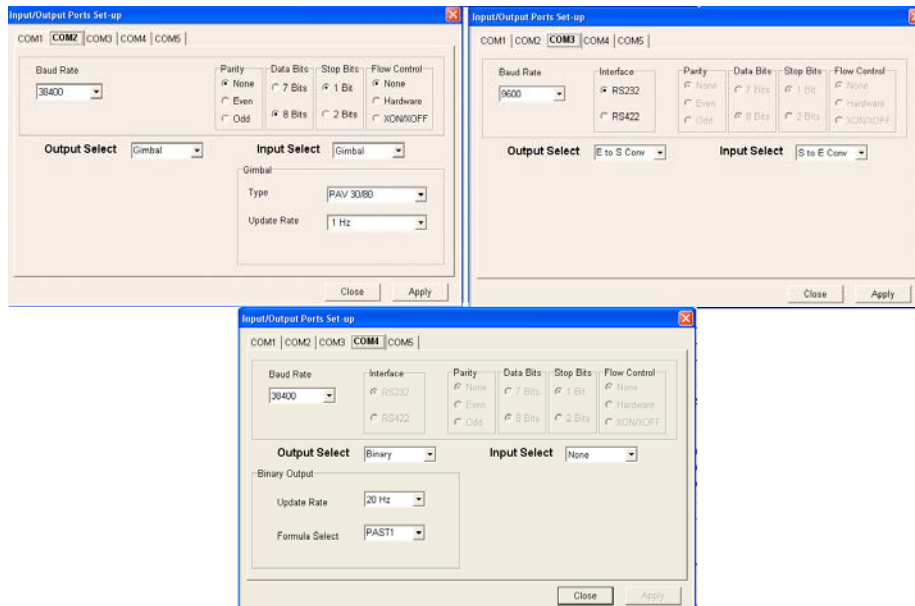 Input/Output Ports Set-up
COM1 COM2 COM3 COM4 COM5
Baud Rate Parity Data Bits Stop Bits Flow Control
38400
None 7 Bits 1 Bit None
Even Hardware
Odd 8 Bits 2 Bits XON/XOFF
Output Select Gimbal Input Select Gimbal
Gimbal
Type PAV 30/80
Update Rate 1 Hz
Close Apply
Input/Output Ports Set-up
COM1 COM2 COM3 COM4 COM5
Baud Rate Interface Parity Data Bits Stop Bits Flow Control
9600
RS232 None 7 Bits 1 Bit None
Even Hardware
RS422 Odd 8 Bits 2 Bits XON/XOFF
Output Select E to S Conv Input Select S to E Conv
Close Apply
Input/Output Ports Set-up
COM1 COM2 COM3 COM4 COM5
Baud Rate Interface Parity Data Bits Stop Bits Flow Control
38400
RS232 None 7 Bits 1 Bit None
Even Hardware
RS422 Odd 8 Bits 2 Bits XON/XOFF
Output Select Binary Input Select None
Binary Output
Update Rate 20 Hz
Formula Select PAST1
Close Apply